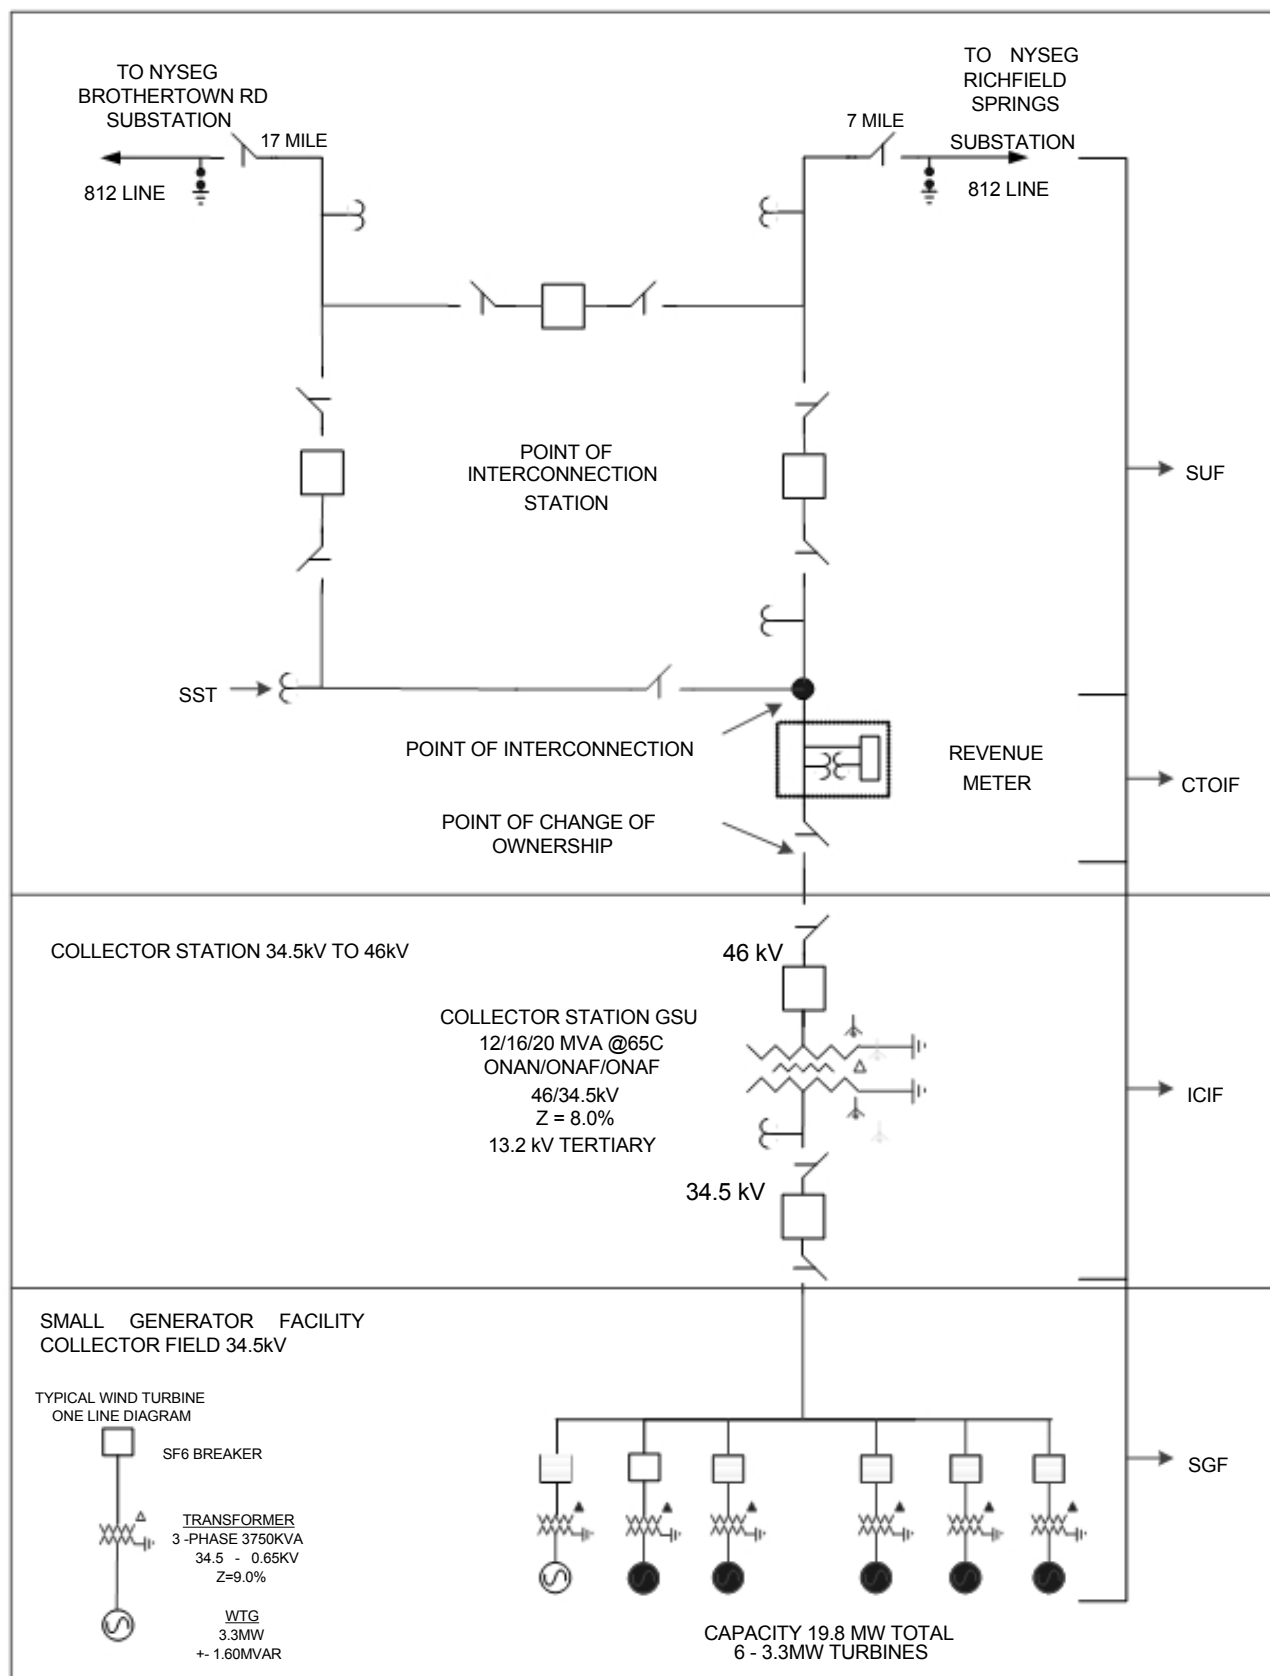 TO NYSEG
BROTHERTOWN RD
SUBSTATION
17 MILE
812 LINE
TO NYSEG
RICHFIELD
SPRINGS
7 MILE
SUBSTATION
812 LINE
POINT OF
INTERCONNECTION
STATION
SUF
SST
POINT OF INTERCONNECTION
REVENUE
METER
CTOIF
POINT OF CHANGE OF
OWNERSHIP
COLLECTOR STATION 34.5kV TO 46kV
46 kV
COLLECTOR STATION GSU
12/16/20 MVA @65C
ONAN/ONAF/ONAF
46/34.5kV
Z = 8.0%
13.2 kV TERTIARY
ICIF
34.5 kV
SMALL GENERATOR FACILITY
COLLECTOR FIELD 34.5kV
TYPICAL WIND TURBINE
ONE LINE DIAGRAM
SF6 BREAKER
TRANSFORMER
3 -PHASE 3750KVA
34.5 - 0.65KV
Z=9.0%
WTG
3.3MW
+- 1.60MVAR
SGF
CAPACITY 19.8 MW TOTAL
6 - 3.3MW TURBINES